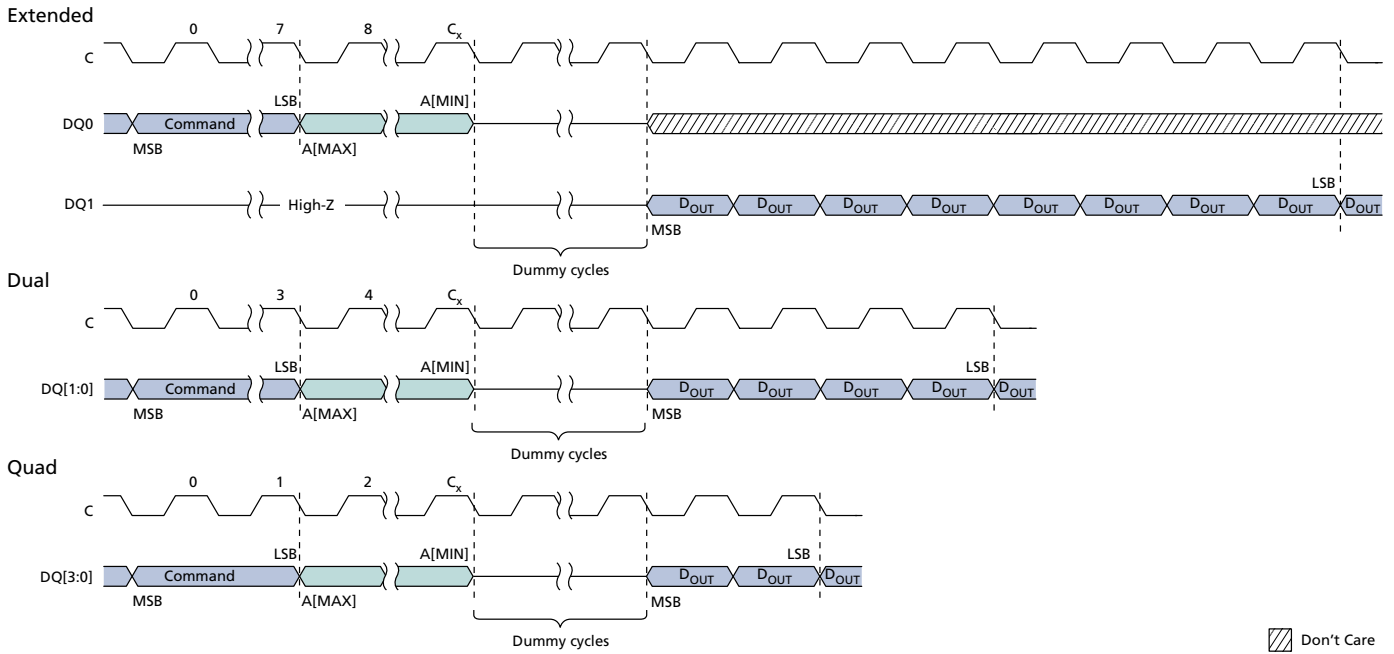 Extended
0 7 8 Cx
C
LSB A[MIN]
DQ0 Command
MSB A[MAX]
LSB
DQ1 High-Z DOUT DOUT DOUT DOUT DOUT DOUT DOUT DOUT DOUT
MSB
Dummy cycles
Dual
0 3 4 Cx
C
LSB A[MIN] LSB
DQ[1:0] Command DOUT DOUT DOUT DOUT DOUT
MSB A[MAX] MSB
Dummy cycles
Quad
0 1 2 Cx
C
LSB A[MIN] LSB
DQ[3:0] Command DOUT DOUT DOUT
MSB A[MAX] MSB
Dummy cycles
Don't Care